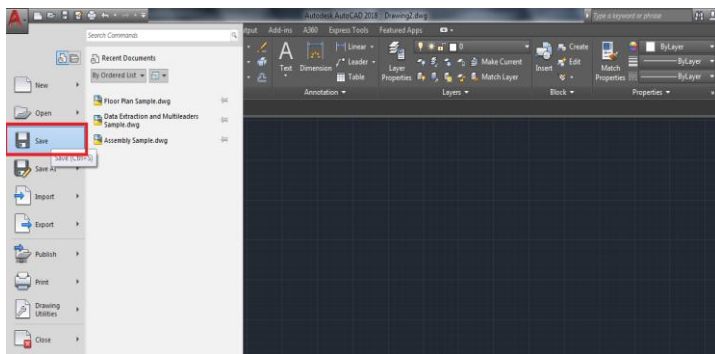 Autodesk AutoCAD 2018 Drawing2.dwg
Type a keyword or phrase
Search Commands
Add-ins A360 Express Tools Featured Apps
Recent Documents
By Ordered List
New
Open
Save
Save (Ctrl+S)
Save As
Import
Export
Publish
Print
Drawing
Utilities
Close
Floor Plan Sample.dwg
Data Extraction and Multileaders
Sample.dwg
Assembly Sample.dwg
A
Text
Dimension
Linear
Leader
Table
Annotation
Layer
Properties
0
Make Current
Match Layer
Layers
Insert
Create
Edit
Block
Match
Properties
ByLayer
ByLayer
ByLayer
Properties